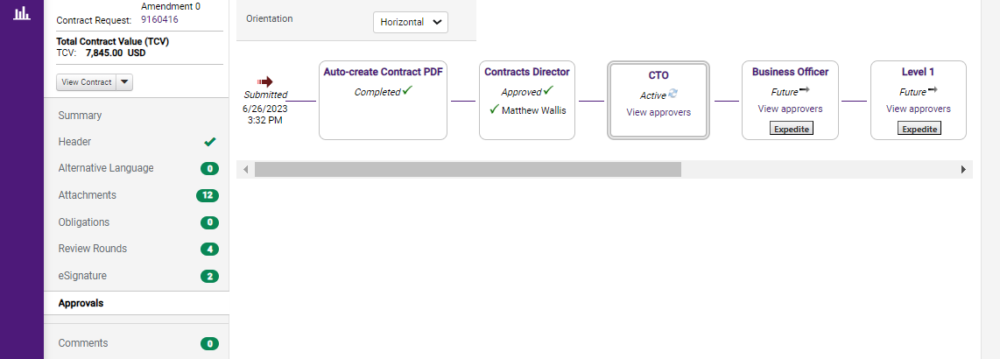 Amendment 0
Contract Request: 9160416
Total Contract Value (TCV)
TCV: 7,845.00 USD
View Contract
Summary
Header
Alternative Language 0
Attachments 12
Obligations 0
Review Rounds 4
eSignature 2
Approvals
Comments 0
Orientation
Horizontal
Submitted
6/26/2023
3:32 PM
Auto-create Contract PDF
Completed
Contracts Director
Approved
Matthew Wallis
CTO
Active
View approvers
Business Officer
Future
View approvers
Expedite
Level 1
Future
View approvers
Expedite